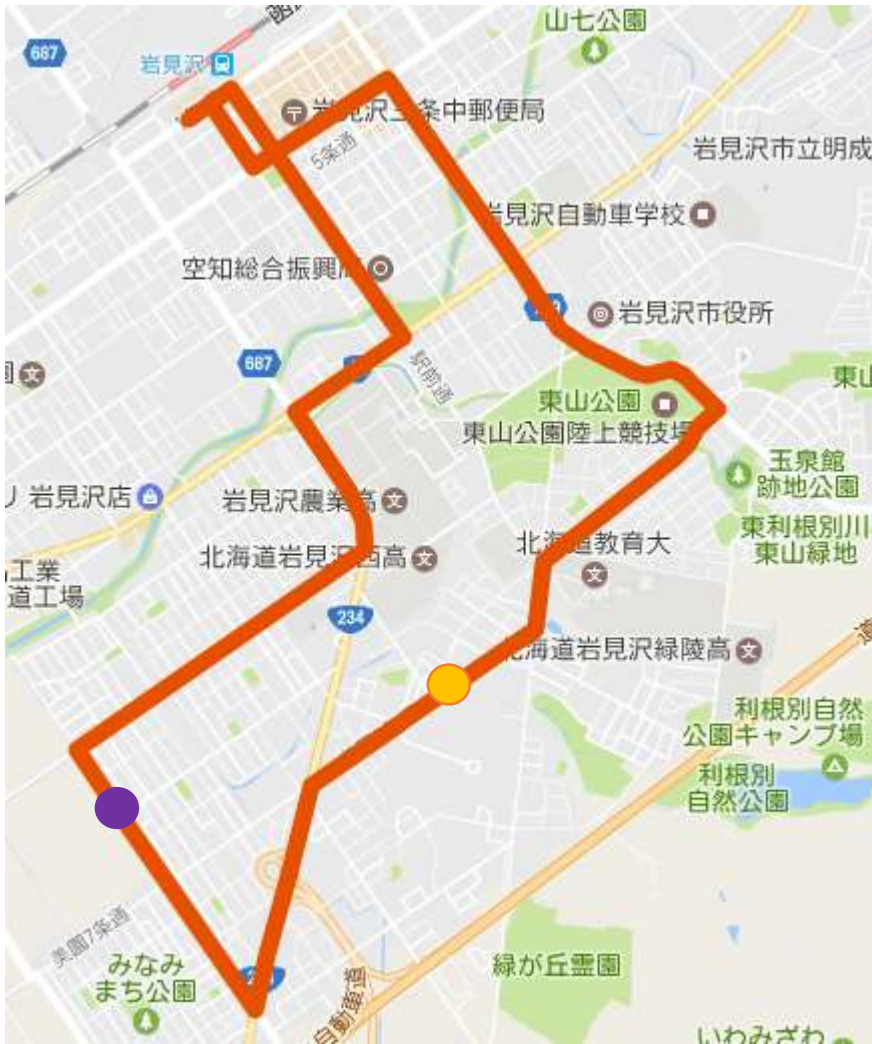 山七公園
687
岩見沢
岩見沢三条中郵便局
5条通
岩見沢市立明成
岩見沢自動車学校
空知総合振興局
岩見沢市役所
687
駅前通
園
東山公園
東山公園陸上競技場
東山
玉泉館
跡地公園
リ 岩見沢店
岩見沢農業高
東利根別川
東山緑地
北海道岩見沢西高
北海道教育大
工業
道工場
234
道
北海道岩見沢緑陵高
利根別自然
公園キャンプ場
利根別
自然公園
美園7条通
みなみ
まち公園
緑が丘霊園
自動車道
いわみざわ